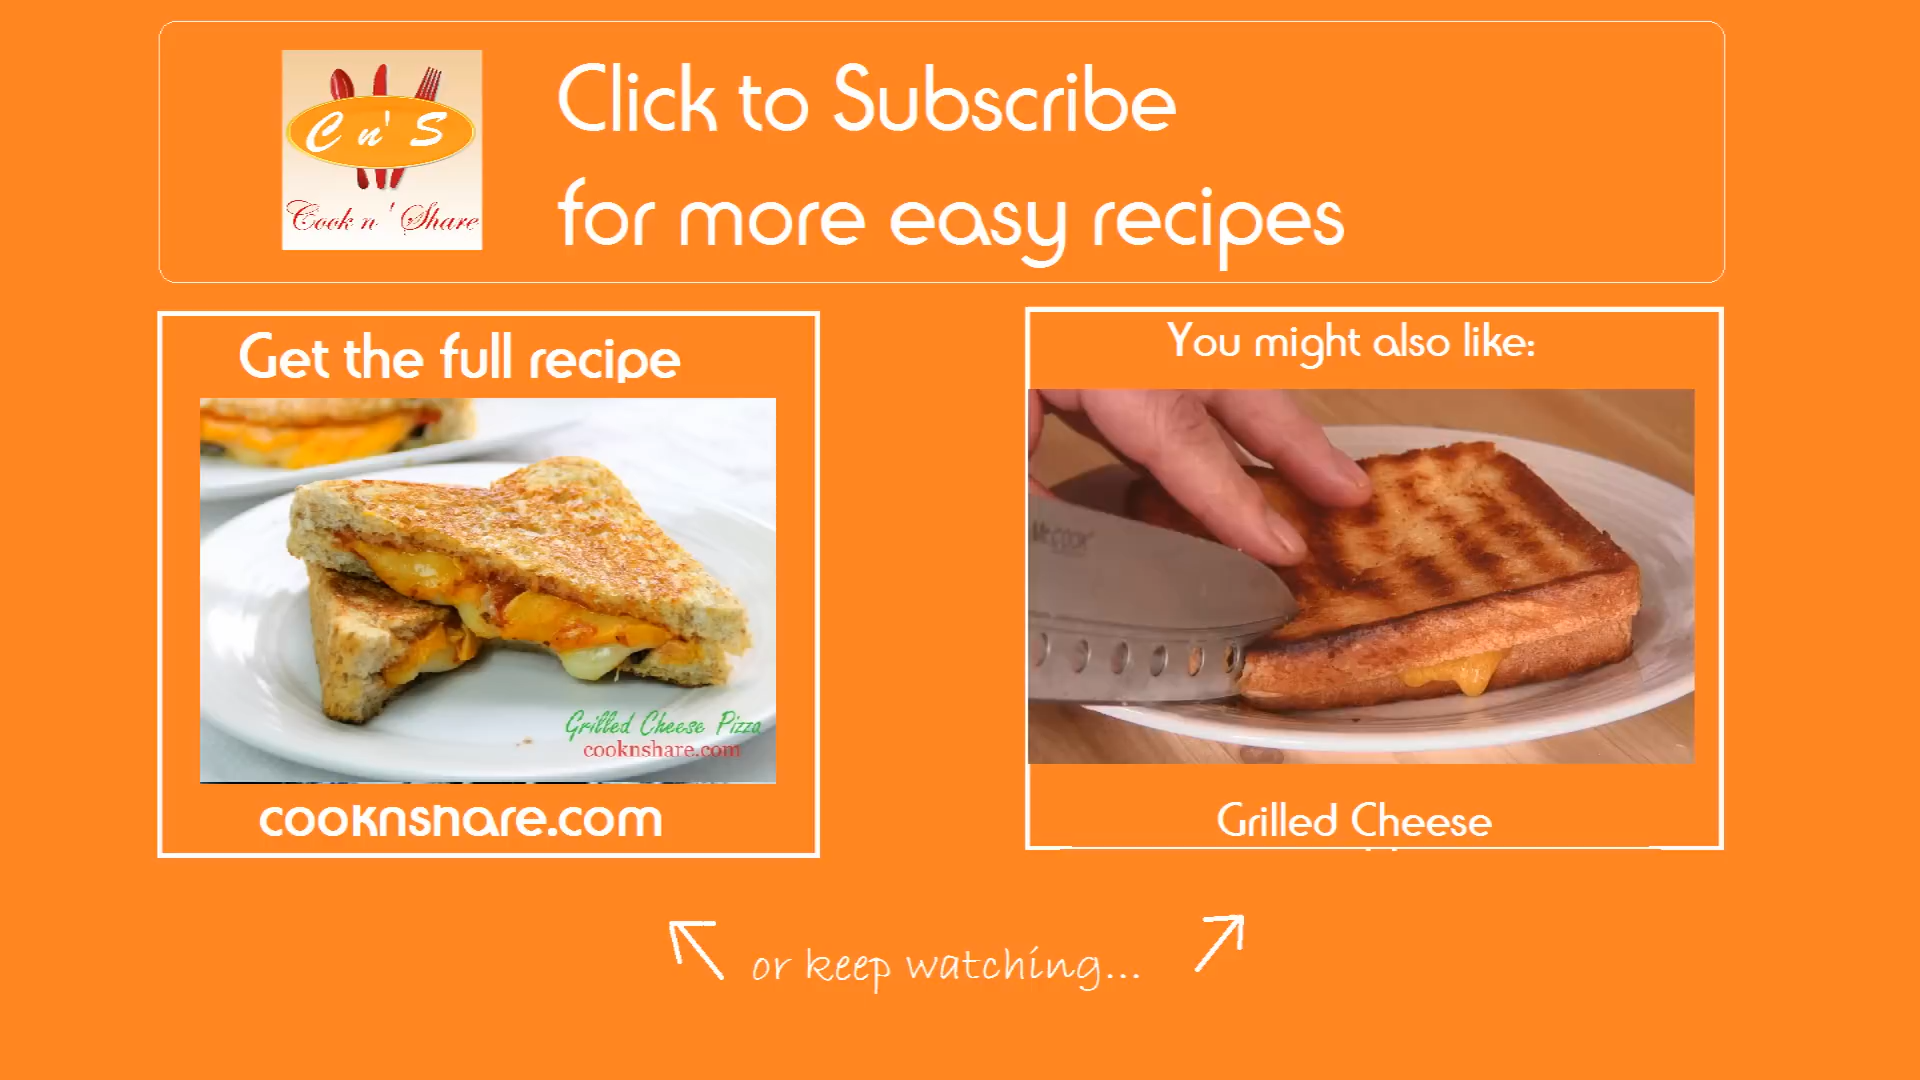 C n' S
Cook n' Share
Click to Subscribe
for more easy recipes
Get the full recipe
Grilled Cheese Pizza
cooknshare.com
cooknshare.com
You might also like:
Grilled Cheese
or keep watching...